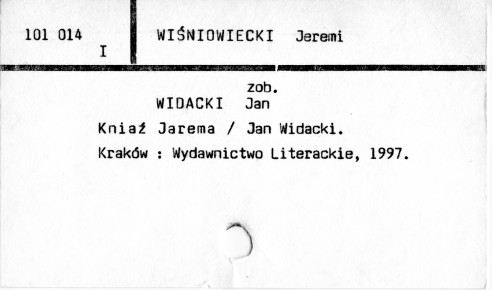 101 014 WIŚNIOWIECKI Jeremi
I
zob.
WIDACKI Jan
Kniaź Jarema / Jan Widacki.
Kraków : Wydawnictwo Literackie, 1997.